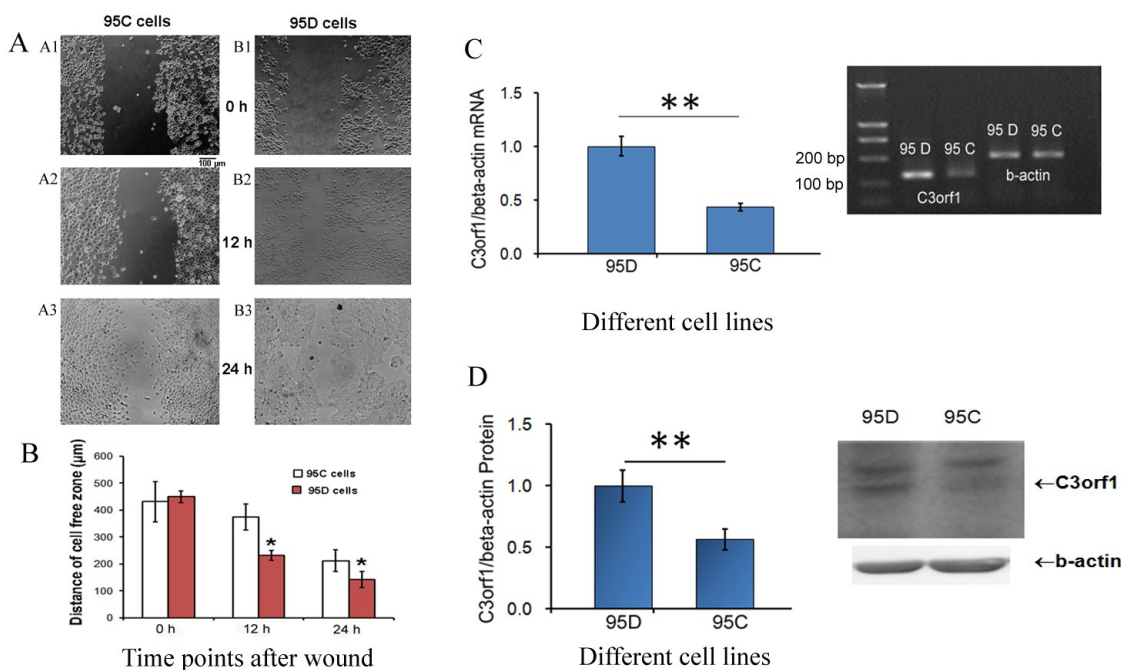 95C cells
95D cells
A
A1
B1
0 h
100 µm
A2
B2
12 h
A3
B3
24 h
B
Distance of cell free zone (µm)
600
500
400
300
200
100
0
95C cells
95D cells
*
*
0 h
12 h
24 h
Time points after wound
C
C3orf1/beta-actin mRNA
1.5
1.0
0.5
0.0
**
95D
95C
Different cell lines
200 bp
100 bp
95 D
95 C
95 D
95 C
C3orf1
b-actin
D
C3orf1/beta-actin Protein
1.5
1.0
0.5
0.0
**
95D
95C
Different cell lines
95D
95C
←C3orf1
←b-actin